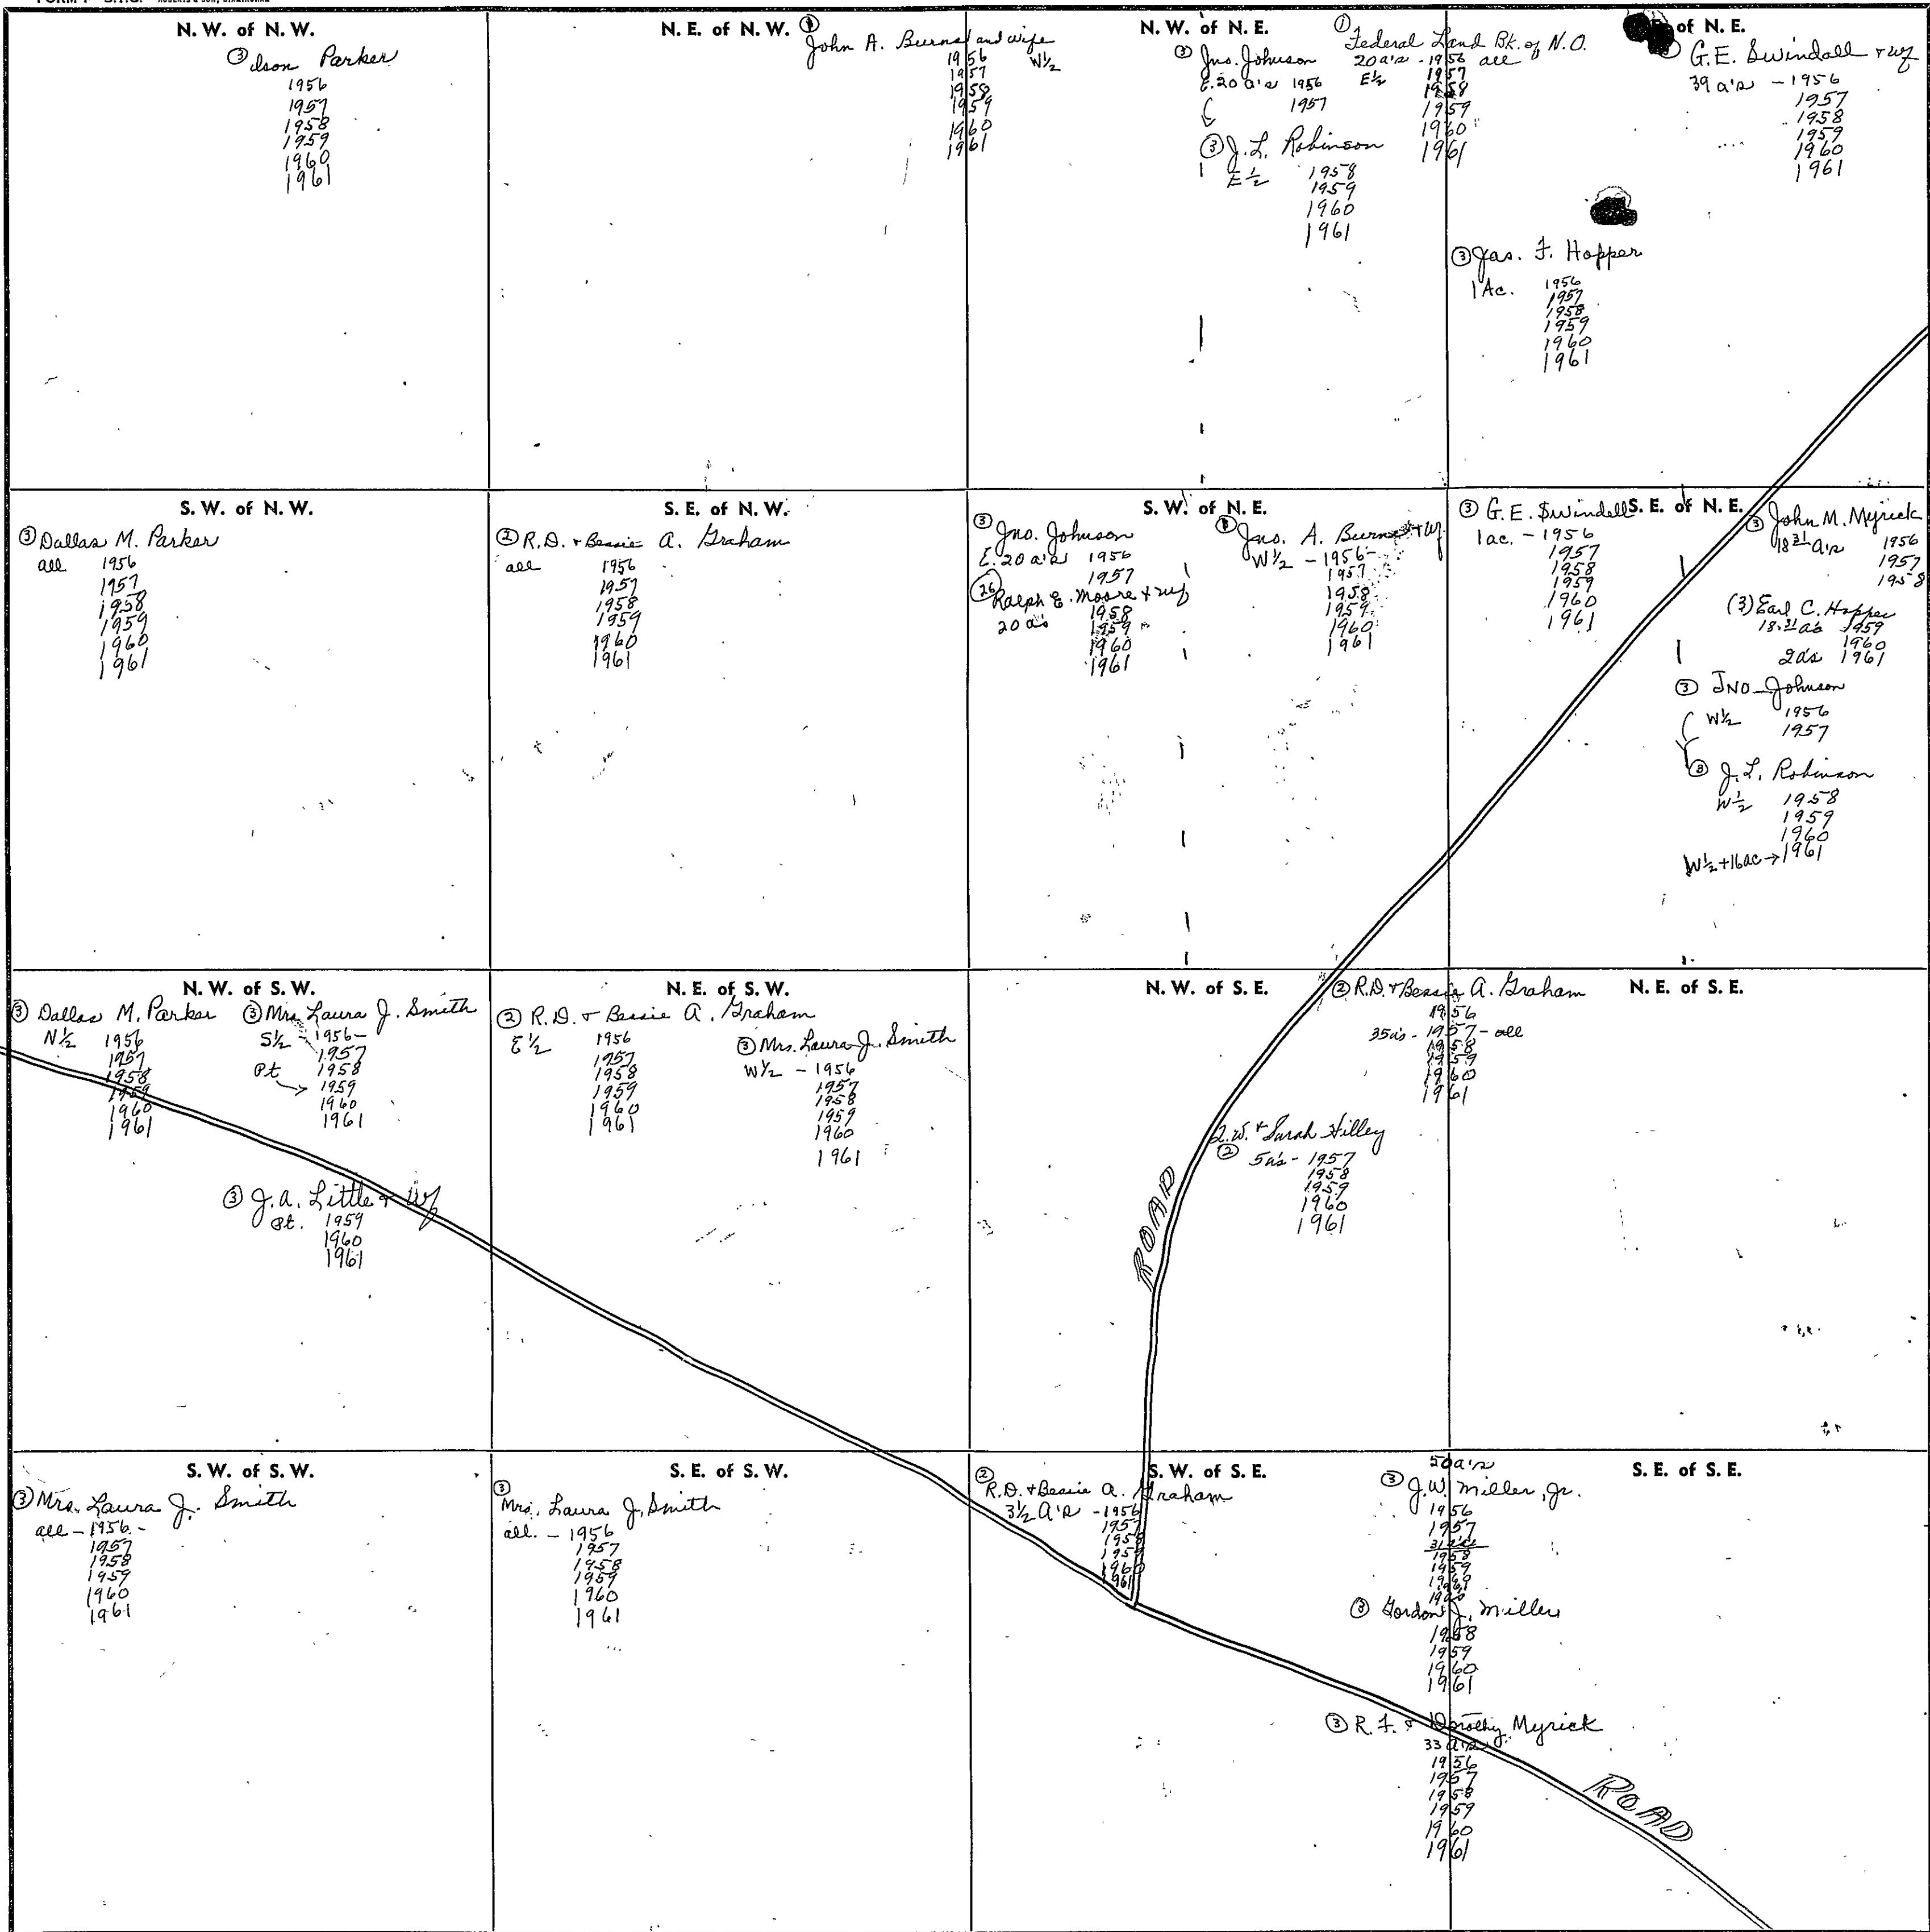 N. W. of N. W.
③ ilson Parker
1956
1957
1958
1959
1960
1961
N. E. of N. W.
John A. Burns and wife
1956 W½
1957
1958
1959
1960
1961
N. W. of N. E.
③ Jno. Johnson
E. 20 a's 1956
1957
③ J. L. Robinson
E ½ 1958
1959
1960
1961
① Federal Land Bk. of N.O.
20 a's - 1956 all
E½ 1957
1958
1959
1960
1961
of N. E.
G. E. Swindall + wf
39 a's - 1956
1957
1958
1959
1960
1961
③ Jas. F. Hopper
1 Ac. 1956
1957
1958
1959
1960
1961
S. W. of N. W.
③ Dallas M. Parker
all 1956
1957
1958
1959
1960
1961
S. E. of N. W.
② R. D. + Bessie A. Graham
all 1956
1957
1958
1959
1960
1961
S. W. of N. E.
③ Jno. Johnson
E. 20 a's 1956
1957
㉖ Ralph E. Moore + wf
1958
20 a's 1959
1960
1961
Jno. A. Burns + wf.
W½ - 1956-
1957
1958
1959
1960
1961
S. E. of N. E.
③ G. E. Swindall
1 ac. - 1956
1957
1958
1959
1960
1961
③ John M. Myrick
18 31 a's 1956
1957
1958
(3) Earl C. Hopper
18.31 a's 1959
1960
2 a's 1961
③ JNO Johnson
W½ 1956
1957
③ J. L. Robinson
W½ 1958
1959
1960
W½ + 16 ac → 1961
N. W. of S. W.
③ Dallas M. Parker
N½ 1956
1957
1958
1959
1960
1961
③ Mrs Laura J. Smith
S½ - 1956-
1957
Pt 1958
→ 1959
1960
1961
③ J. A. Little + Wf
Pt. 1959
1960
1961
N. E. of S. W.
② R. D. + Bessie A. Graham
E ½ 1956
1957
1958
1959
1960
1961
③ Mrs. Laura J. Smith
W½ - 1956
1957
1958
1959
1960
1961
N. W. of S. E.
② R. D. + Bessie A. Graham
1956
35 a's - 1957 - all
1958
1959
1960
1961
W. + Sarah Hilley
② 5 a's - 1957
1958
1959
1960
1961
ROAD
N. E. of S. E.
S. W. of S. W.
③ Mrs. Laura J. Smith
all - 1956 -
1957
1958
1959
1960
1961
S. E. of S. W.
③ Mrs. Laura J. Smith
all. - 1956
1957
1958
1959
1960
1961
S. W. of S. E.
② R. D. + Bessie A. Graham
3½ a's - 1956
1957
1958
1959
1960
1961
S. E. of S. E.
50 a's
③ J. W. Miller, Jr.
1956
1957
1958
1959
1960
③ Gordon J. Miller
1958
1959
1960
1961
③ R. F. + Dorothy Myrick
33 a's
1956
1957
1958
1959
1960
1961
ROAD